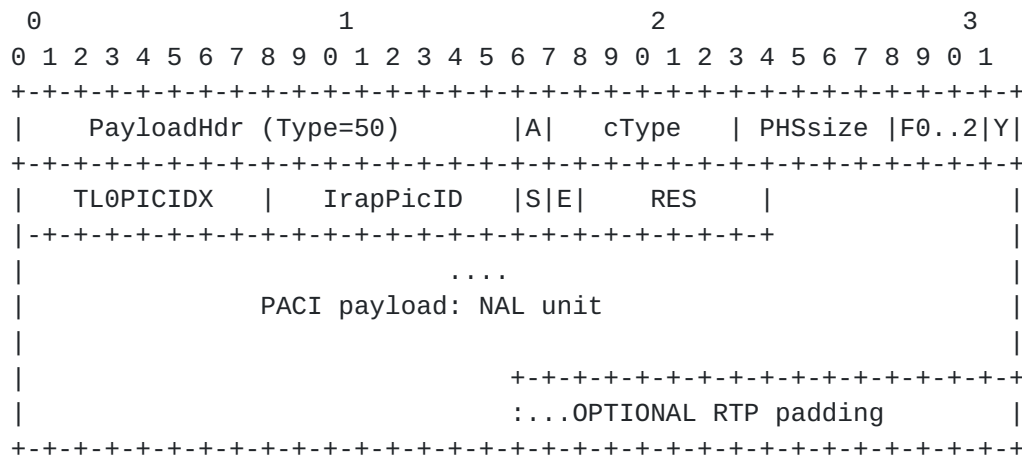 0                   1                   2                   3
0 1 2 3 4 5 6 7 8 9 0 1 2 3 4 5 6 7 8 9 0 1 2 3 4 5 6 7 8 9 0 1
+-+-+-+-+-+-+-+-+-+-+-+-+-+-+-+-+-+-+-+-+-+-+-+-+-+-+-+-+-+-+-+-+
|    PayloadHdr (Type=50)       |A|   cType   | PHSsize |F0..2|Y|
+-+-+-+-+-+-+-+-+-+-+-+-+-+-+-+-+-+-+-+-+-+-+-+-+-+-+-+-+-+-+-+-+
|   TL0PICIDX   |   IrapPicID   |S|E|    RES    |               |
|-+-+-+-+-+-+-+-+-+-+-+-+-+-+-+-+-+-+-+-+-+-+-+-+               |
|                           ....                                |
|               PACI payload: NAL unit                          |
|                                                               |
|                               +-+-+-+-+-+-+-+-+-+-+-+-+-+-+-+-+
|                               :...OPTIONAL RTP padding        |
+-+-+-+-+-+-+-+-+-+-+-+-+-+-+-+-+-+-+-+-+-+-+-+-+-+-+-+-+-+-+-+-+